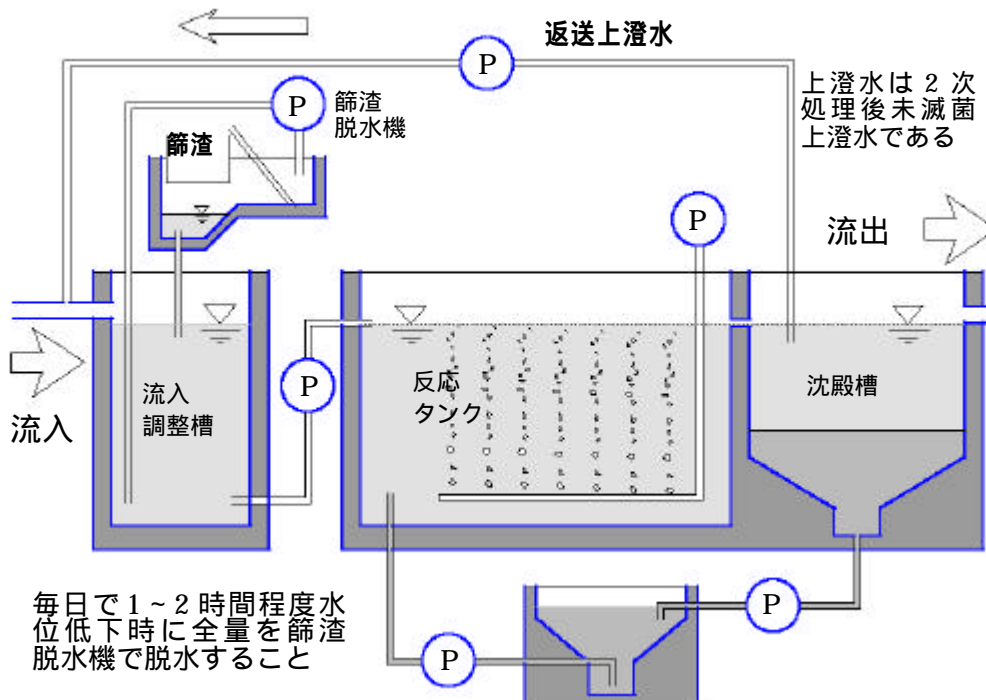 返送上澄水
P
P
篩渣
脱水機
篩渣
上澄水は2次
処理後未滅菌
上澄水である
P
流出
流入
流入
調整槽
P
反応
タンク
沈殿槽
毎日で1~2時間程度水
位低下時に全量を篩渣
脱水機で脱水すること
P
P